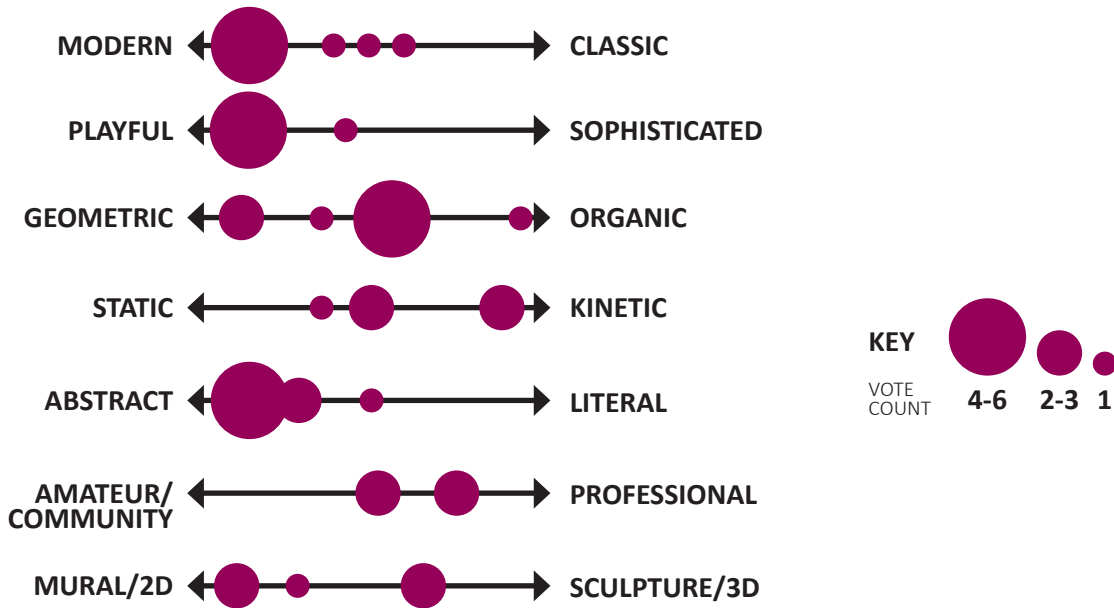 MODERN
CLASSIC
PLAYFUL
SOPHISTICATED
GEOMETRIC
ORGANIC
STATIC
KINETIC
ABSTRACT
LITERAL
AMATEUR/
COMMUNITY
PROFESSIONAL
MURAL/2D
SCULPTURE/3D
KEY
VOTE
COUNT
4-6
2-3
1